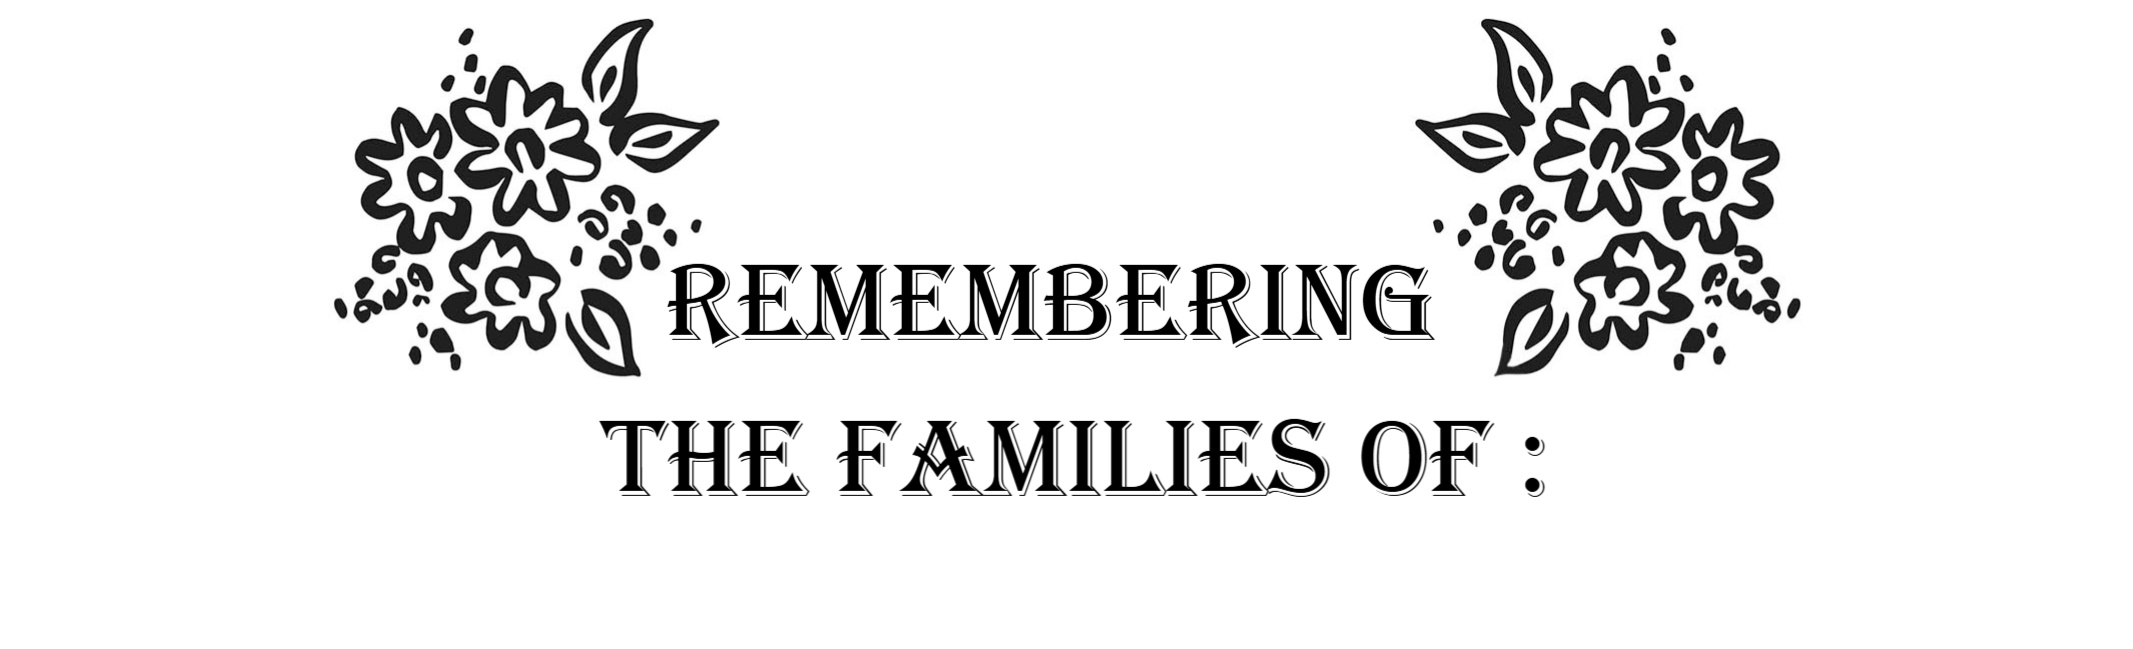 REMEMBERING
THE FAMILIES OF :